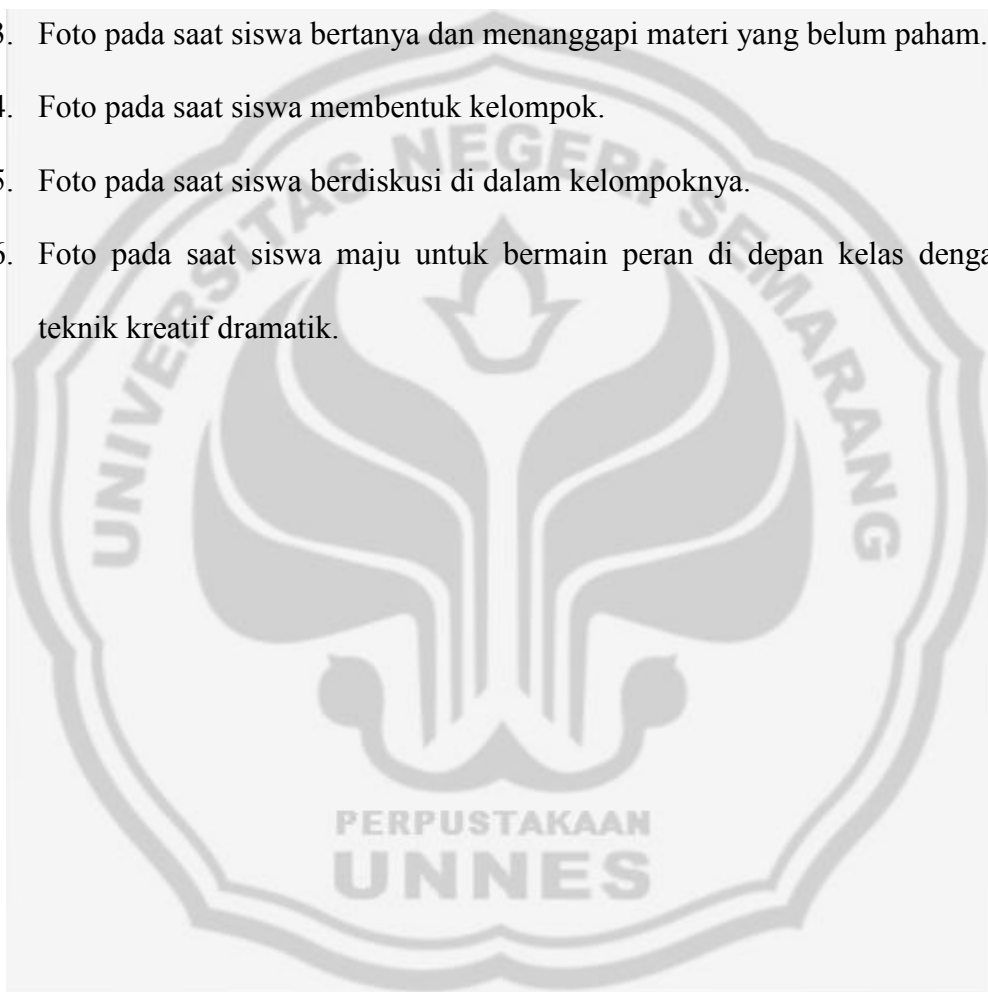 3. Foto pada saat siswa bertanya dan menanggapi materi yang belum paham.
4. Foto pada saat siswa membentuk kelompok.
5. Foto pada saat siswa berdiskusi di dalam kelompoknya.
6. Foto pada saat siswa maju untuk bermain peran di depan kelas denga
teknik kreatif dramatik.
UNIVERSITAS NEGERI SEMARANG
PERPUSTAKAAN
UNNES